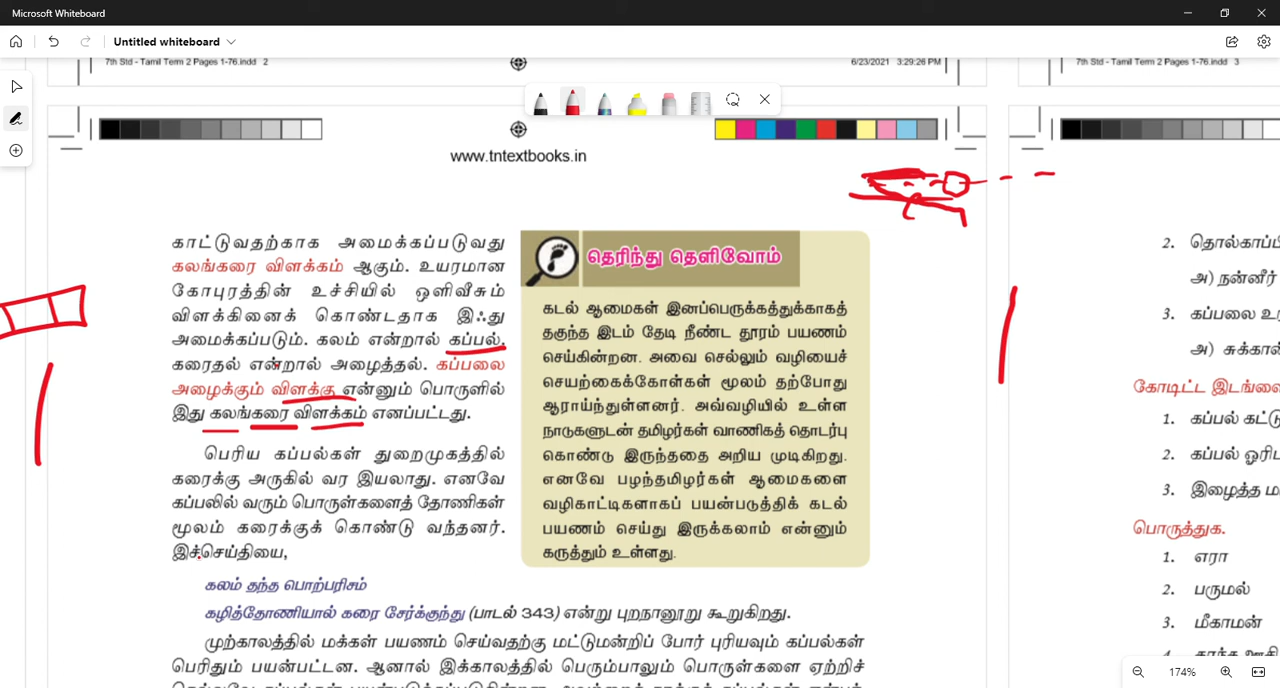 Microsoft Whiteboard
Untitled whiteboard
7th Std - Tamil Term 2 Pages 1-76.indd 2
6/23/2021 3:29:26 PM
7th Std - Tamil Term 2 Pages 1-76.indd 3
www.tntextbooks.in
காட்டுவதற்காக அமைக்கப்படுவது
கலங்கரை விளக்கம் ஆகும். உயரமான
கோபுரத்தின் உச்சியில் ஒளிவீசும்
விளக்கினைக் கொண்டதாக இஃது
அமைக்கப்படும். கலம் என்றால் கப்பல்,
கரைதல் என்றால் அழைத்தல். கப்பலை
அழைக்கும் விளக்கு என்னும் பொருளில்
இது கலங்கரை விளக்கம் எனப்பட்டது.
பெரிய கப்பல்கள் துறைமுகத்தில்
கரைக்கு அருகில் வர இயலாது. எனவே
கப்பலில் வரும் பொருள்களைத் தோணிகள்
மூலம் கரைக்குக் கொண்டு வந்தனர்.
இச்செய்தியை,
தெரிந்து தெளிவோம்
கடல் ஆமைகள் இனப்பெருக்கத்துக்காகத்
தகுந்த இடம் தேடி நீண்ட தூரம் பயணம்
செய்கின்றன. அவை செல்லும் வழியைச்
செயற்கைக்கோள்கள் மூலம் தற்போது
ஆராய்ந்துள்ளனர். அவ்வழியில் உள்ள
நாடுகளுடன் தமிழர்கள் வாணிகத் தொடர்பு
கொண்டு இருந்ததை அறிய முடிகிறது.
எனவே பழந்தமிழர்கள் ஆமைகளை
வழிகாட்டிகளாகப் பயன்படுத்திக் கடல்
பயணம் செய்து இருக்கலாம் என்னும்
கருத்தும் உள்ளது.
கலம் தந்த பொற்பரிசம்
கழித்தோணியால் கரை சேர்க்குந்து (பாடல் 343) என்று புறநானூறு கூறுகிறது.
முற்காலத்தில் மக்கள் பயணம் செய்வதற்கு மட்டுமன்றிப் போர் புரியவும் கப்பல்கள்
பெரிதும் பயன்பட்டன. ஆனால் இக்காலத்தில் பெரும்பாலும் பொருள்களை ஏற்றிச்
2. தொல்காப்பி
அ) நன்னீர்
3. கப்பலை உ
அ) சுக்கான்
கோடிட்ட இடங்களை
1. கப்பல் கட்டு
2. கப்பல் ஓரிட
3. இழைத்த ம
பொருத்துக.
1. எரா
2. பருமல்
3. மீகாமன்
174%